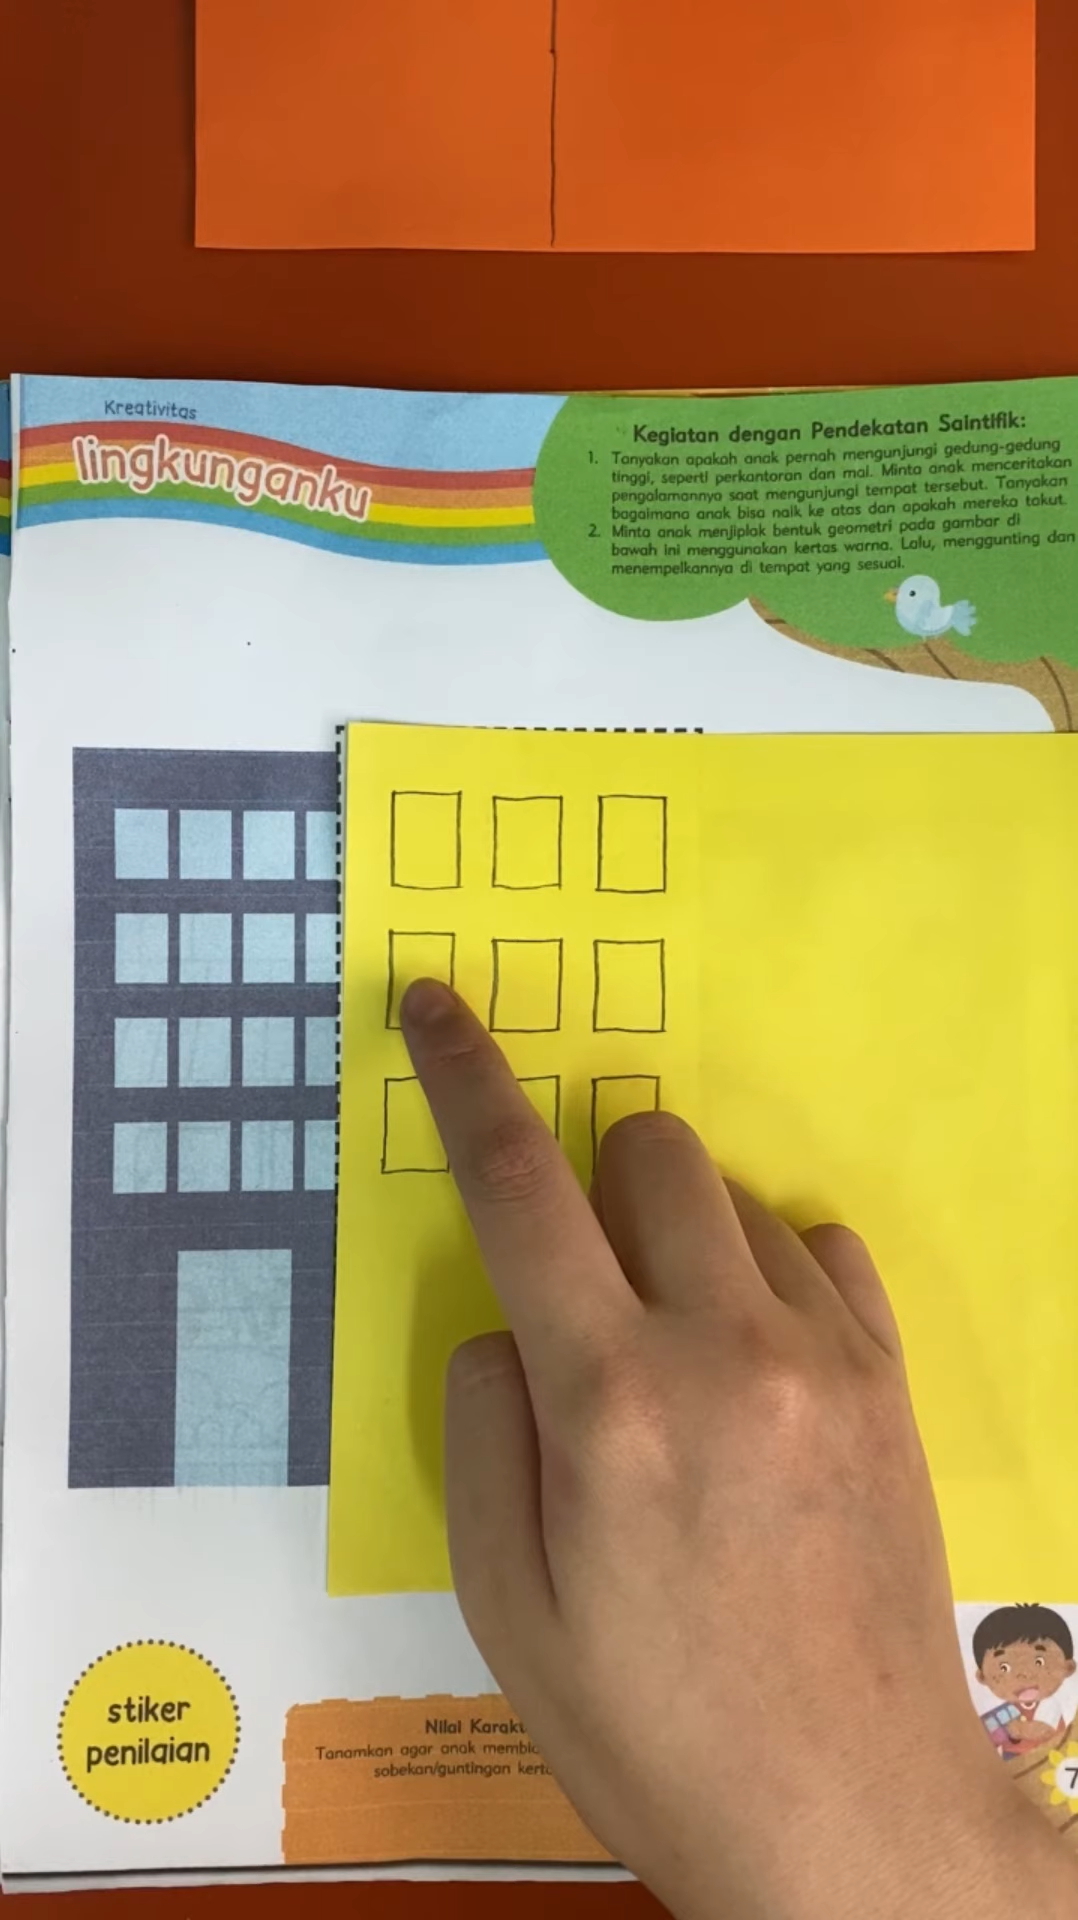 Kreativitas
lingkunganku
Kegiatan dengan Pendekatan Saintifik:
1. Tanyakan apakah anak pernah mengunjungi gedung-gedung
tinggi, seperti perkantoran dan mal. Minta anak menceritakan
pengalamannya saat mengunjungi tempat tersebut. Tanyakan
bagaimana anak bisa naik ke atas dan apakah mereka takut.
2. Minta anak menjiplak bentuk geometri pada gambar di
bawah ini menggunakan kertas warna. Lalu, menggunting dan
menempelkannya di tempat yang sesuai.
stiker
penilaian
Nilai
Tanamkan agar anak
sobekan/guntingan
7